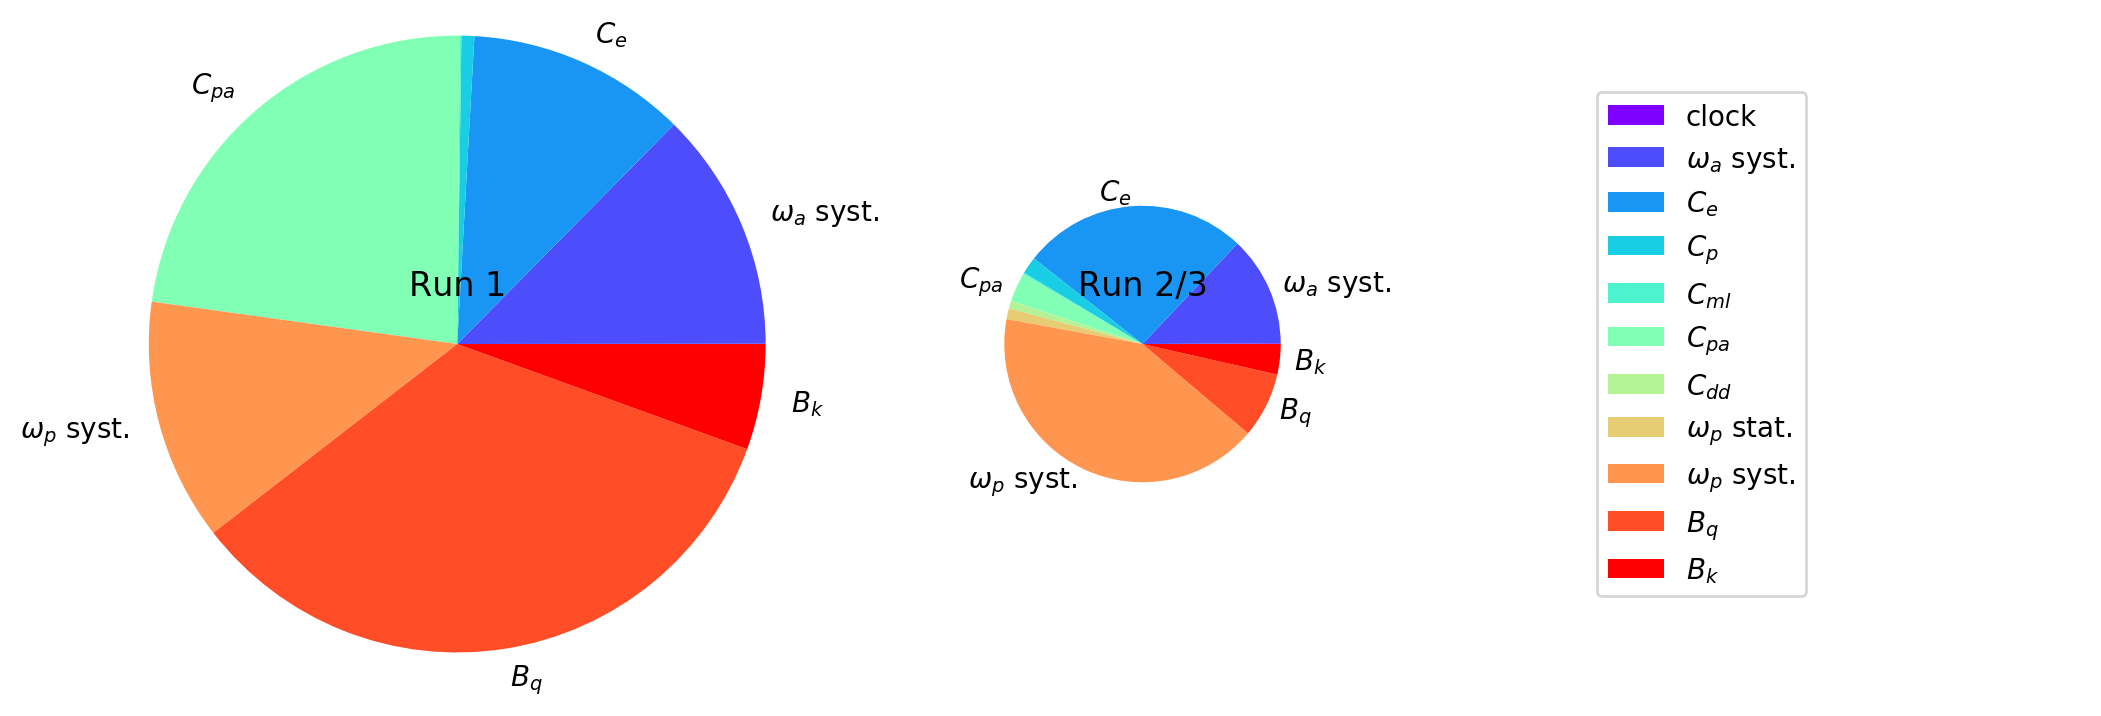 C_e
C_pa
ω_a syst.
Run 1
B_k
ω_p syst.
B_q
C_e
C_pa
Run 2/3
ω_a syst.
B_k
B_q
ω_p syst.
clock
ω_a syst.
C_e
C_p
C_ml
C_pa
C_dd
ω_p stat.
ω_p syst.
B_q
B_k